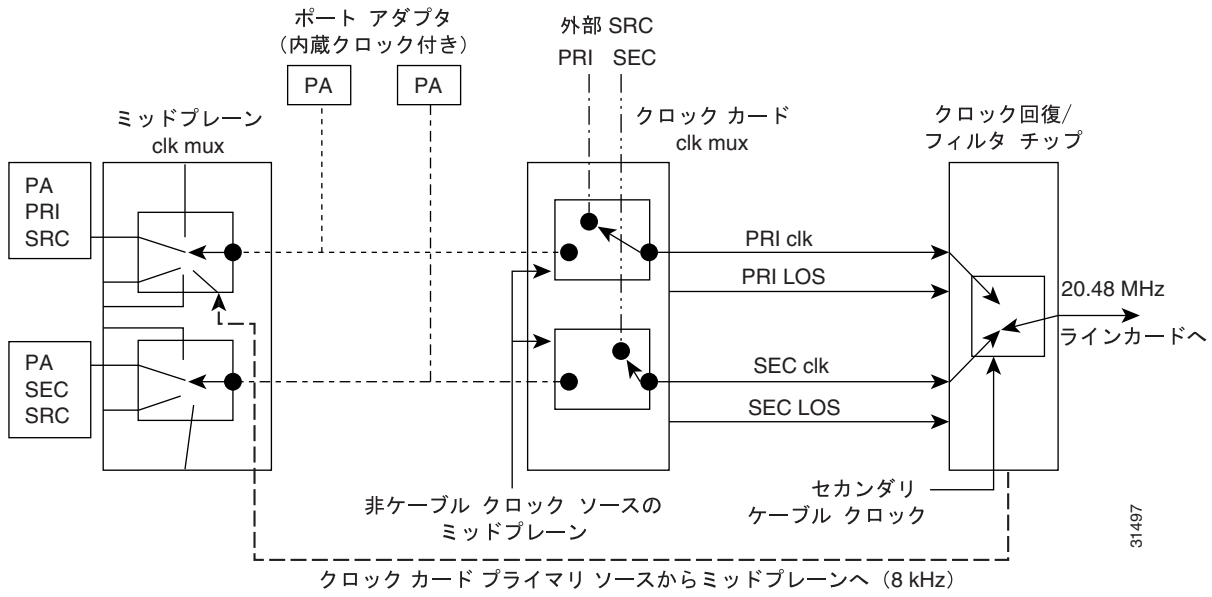 ポート アダプタ
(内蔵クロック付き)
PA
PA
外部 SRC
PRI SEC
ミッドプレーン
clk mux
クロック カード
clk mux
クロック回復/
フィルタ チップ
PA
PRI
SRC
PRI clk
PRI LOS
20.48 MHz
ラインカードへ
PA
SEC
SRC
SEC clk
SEC LOS
非ケーブル クロック ソースの
ミッドプレーン
セカンダリ
ケーブル クロック
31497
クロック カード プライマリ ソースからミッドプレーンへ(8 kHz)